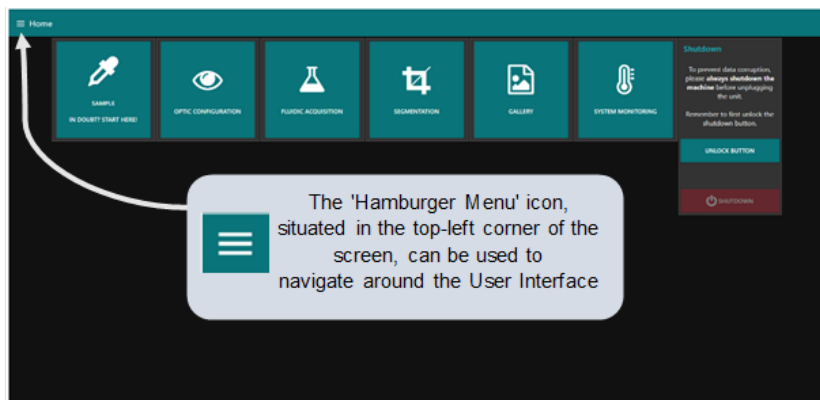 Home
SAMPLE
IN DOUBT? START HERE!
OPTIC CONFIGURATION
FLUIDIC ACQUISITION
SEGMENTATION
GALLERY
SYSTEM MONITORING
Shutdown
To prevent data corruption,
please always shutdown the
machine before unplugging
the unit.
Remember to first unlock the
shutdown button.
UNLOCK BUTTON
SHUTDOWN
The 'Hamburger Menu' icon,
situated in the top-left corner of the
screen, can be used to
navigate around the User Interface